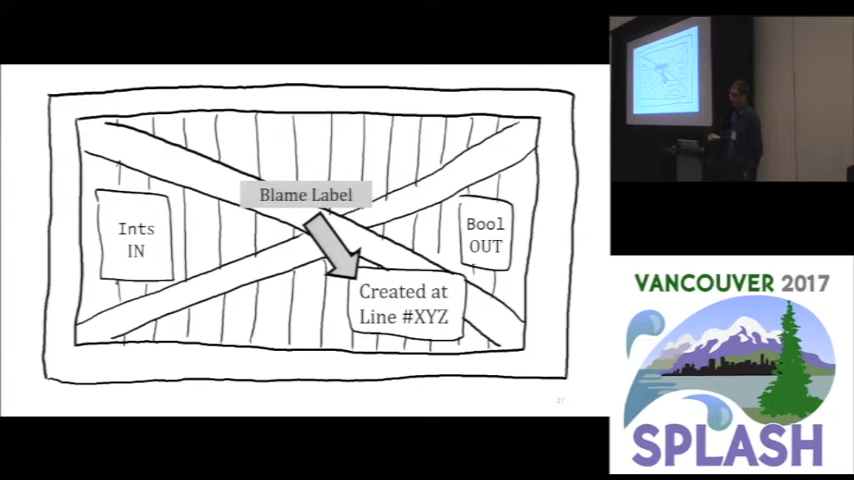 Blame Label
Ints
IN
Bool
OUT
Created at
Line #XYZ
27
VANCOUVER 2017
SPLASH